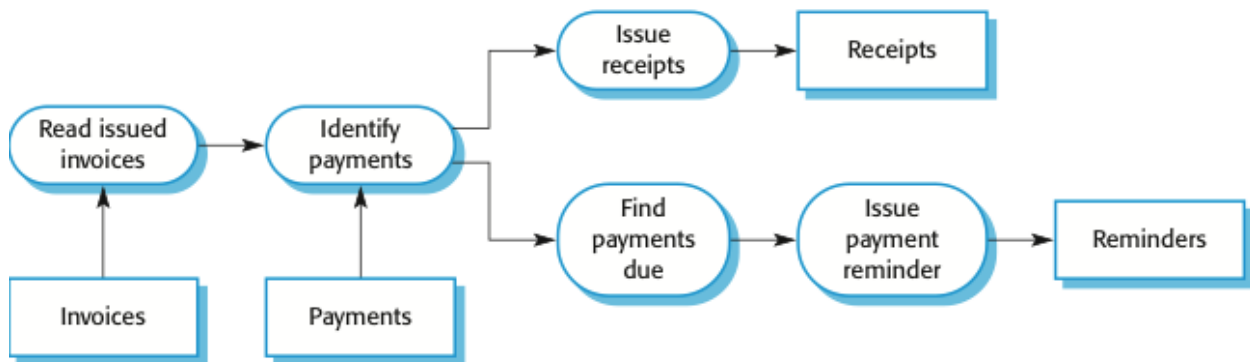 Issue
receipts
Receipts
Read issued
invoices
Identify
payments
Find
payments
due
Issue
payment
reminder
Reminders
Invoices
Payments